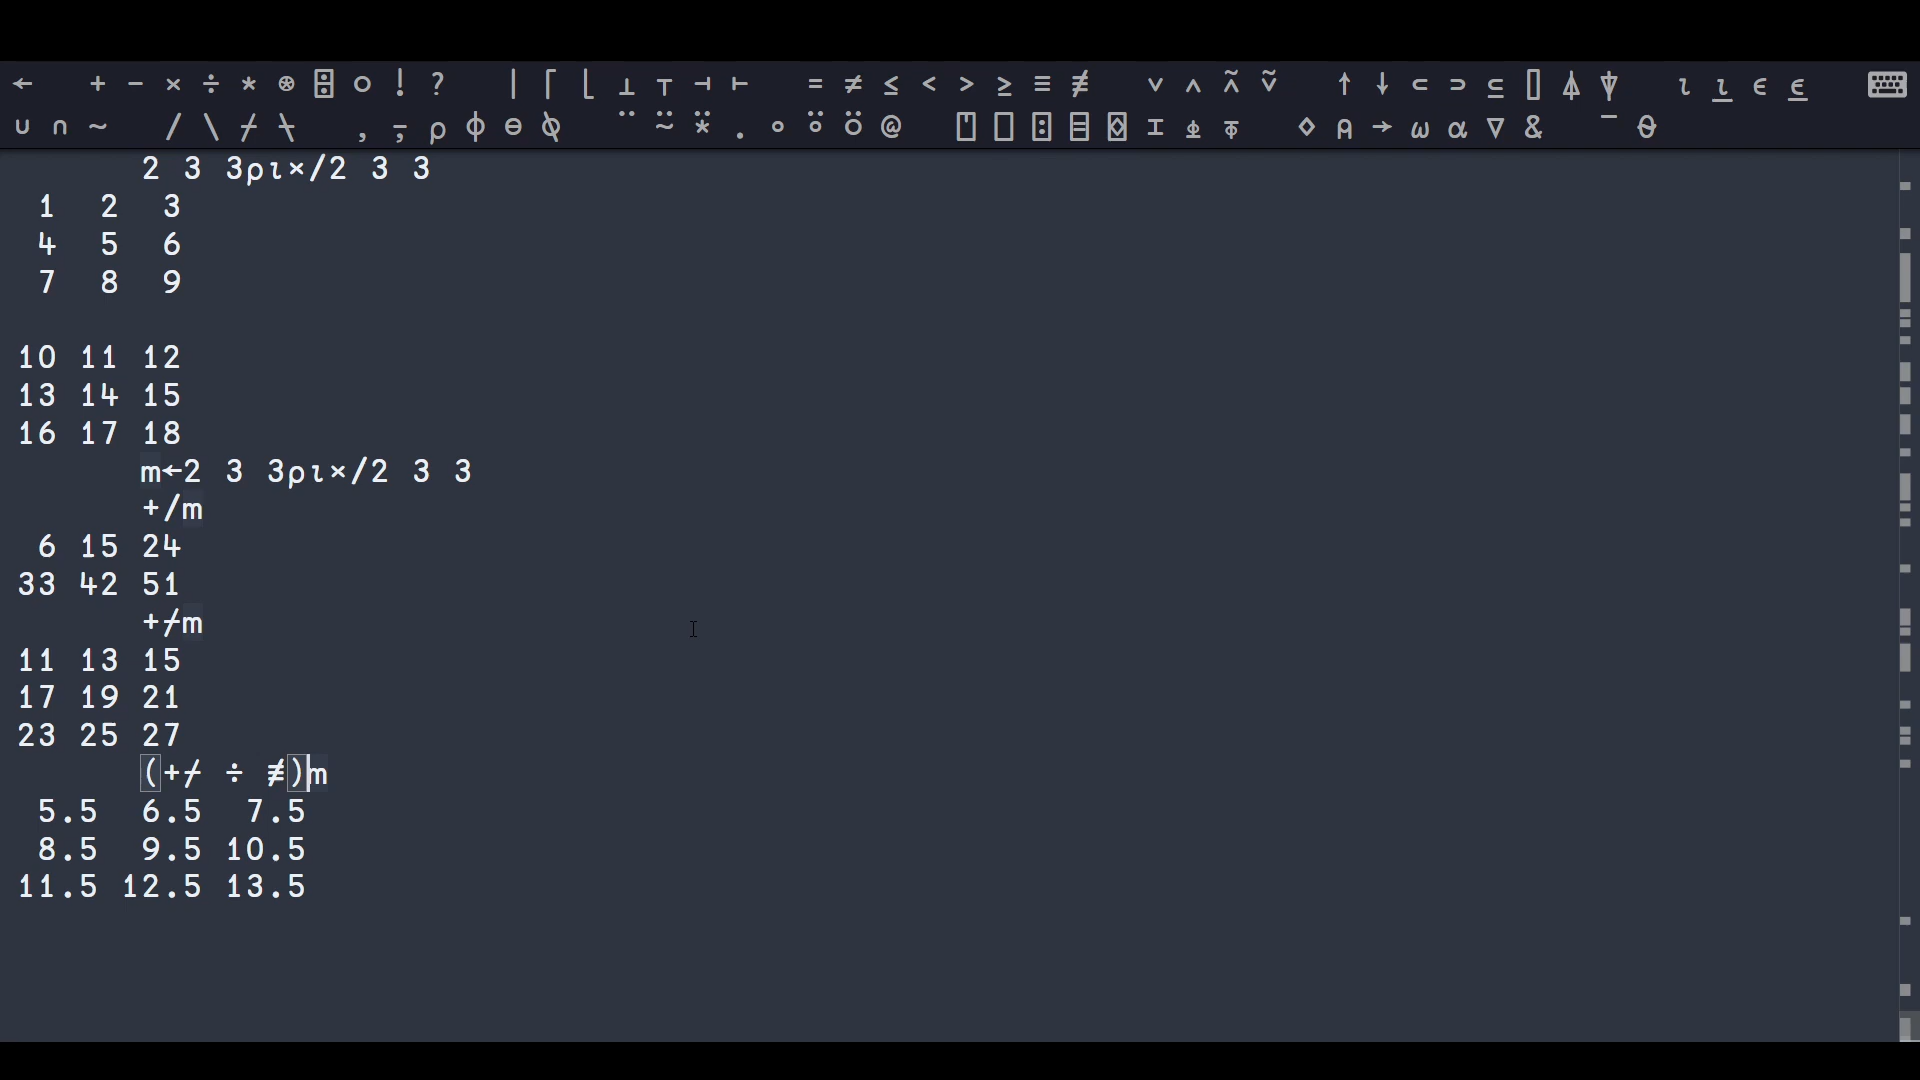 ← + - × ÷ * ⍟ ⌹ ○ ! ? | ⌈ ⌊ ⊥ ⊤ ⊣ ⊢ = ≠ ≤ < > ≥ ≡ ≢ ∨ ∧ ⍲ ⍱ ↑ ↓ ⊂ ⊃ ⊆ ⌷ ⍋ ⍒ ⍳ ⍸ ∊ ⍷
∪ ∩ ~ / \ ⌿ ⍀ , ⍪ ⍴ ⌽ ⊖ ⍉ ¨ ⍨ ⍣ . ∘ ⍤ ⍥ @ ⍞ ⎕ ⍠ ⌸ ⌺ ⌶ ⍎ ⍕ ⋄ ⍝ → ⍵ ⍺ ∇ & ¯ ⍬
2 3 3⍴⍳×/2 3 3
1 2 3
4 5 6
7 8 9
10 11 12
13 14 15
16 17 18
m←2 3 3⍴⍳×/2 3 3
+/m
6 15 24
33 42 51
+⌿m
11 13 15
17 19 21
23 25 27
(+⌿ ÷ ≢)m
5.5 6.5 7.5
8.5 9.5 10.5
11.5 12.5 13.5